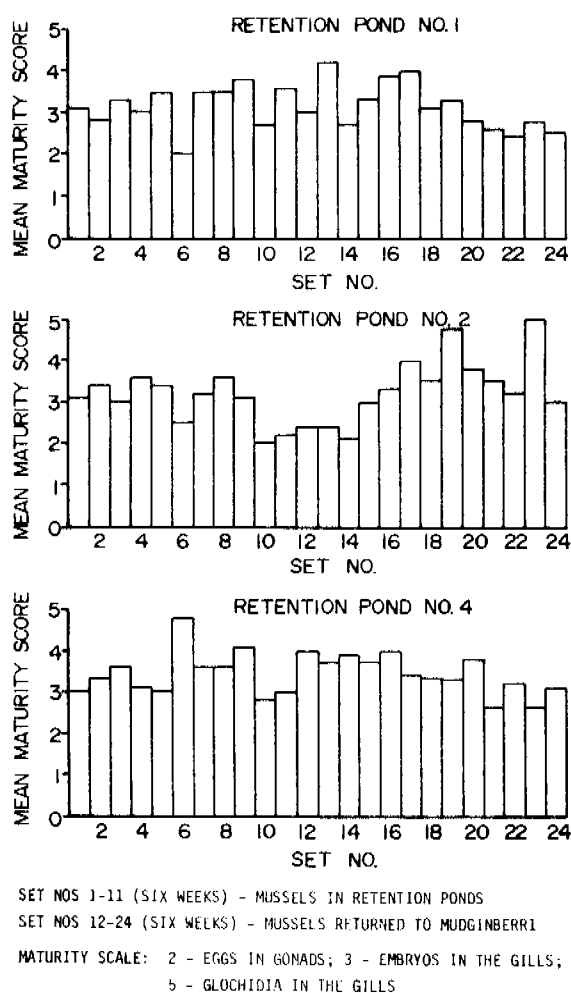 RETENTION POND NO. 1
MEAN MATURITY SCORE
5
4
3
2
1
0
2 4 6 8 10 12 14 16 18 20 22 24
SET NO.
RETENTION POND NO. 2
MEAN MATURITY SCORE
5
4
3
2
1
0
2 4 6 8 10 12 14 16 18 20 22 24
SET NO.
RETENTION POND NO. 4
MEAN MATURITY SCORE
5
4
3
2
1
0
2 4 6 8 10 12 14 16 18 20 22 24
SET NO.
SET NOS 1-11 (SIX WEEKS) - MUSSELS IN RETENTION PONDS
SET NOS 12-24 (SIX WEEKS) - MUSSELS RETURNED TO MUDGINBERRI
MATURITY SCALE: 2 - EGGS IN GONADS; 3 - EMBRYOS IN THE GILLS;
5 - GLOCHIDIA IN THE GILLS